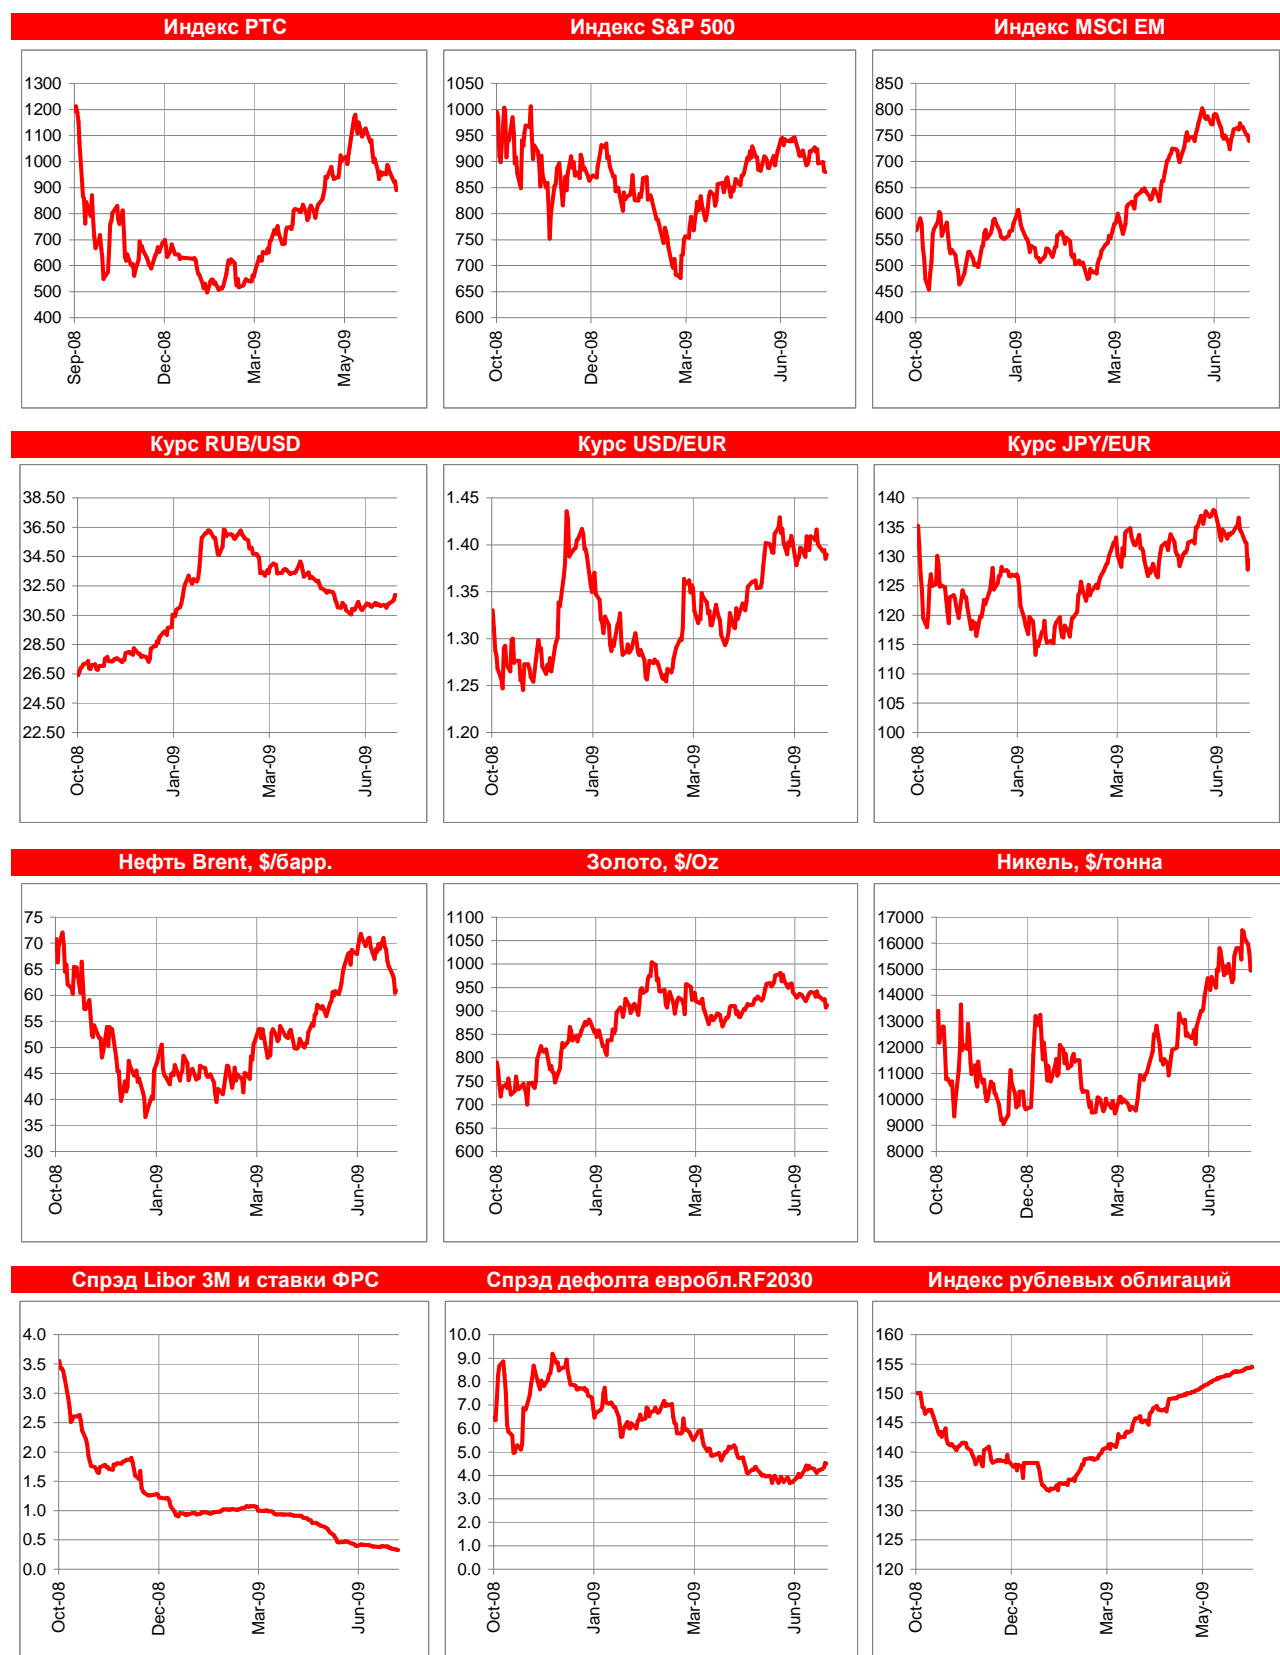 Индекс РТС
Индекс S&P 500
Индекс MSCI EM
1300
1200
1100
1000
900
800
700
600
500
400
Sep-08
Dec-08
Mar-09
May-09
1050
1000
950
900
850
800
750
700
650
600
Oct-08
Dec-08
Mar-09
Jun-09
850
800
750
700
650
600
550
500
450
400
Oct-08
Jan-09
Jun-09
Курс RUB/USD
Курс USD/EUR
Курс JPY/EUR
38.50
36.50
34.50
32.50
30.50
28.50
26.50
24.50
22.50
Oct-08
Jan-09
Mar-09
Jun-09
1.45
1.40
1.35
1.30
1.25
1.20
Oct-08
Jan-09
Mar-09
Jun-09
140
135
130
125
120
115
110
105
100
Oct-08
Jan-09
Mar-09
Jun-09
Нефть Brent, $/барр.
Золото, $/Oz
Никель, $/тонна
75
70
65
60
55
50
45
40
35
30
Oct-08
Jan-09
Mar-09
Jun-09
1100
1050
1000
950
900
850
800
750
700
650
600
Oct-08
Jan-09
Mar-09
Jun-09
17000
16000
15000
14000
13000
12000
11000
10000
9000
8000
Oct-08
Dec-08
Mar-09
Jun-09
Спрэд Libor 3M и ставки ФРС
Спрэд дефолта евробл.RF2030
Индекс рублевых облигаций
4.0
3.5
3.0
2.5
2.0
1.5
1.0
0.5
0.0
Oct-08
Dec-08
Mar-09
Jun-09
10.0
9.0
8.0
7.0
6.0
5.0
4.0
3.0
2.0
1.0
0.0
Oct-08
Jan-09
Mar-09
Jun-09
160
155
150
145
140
135
130
125
120
Oct-08
Dec-08
Mar-09
May-09